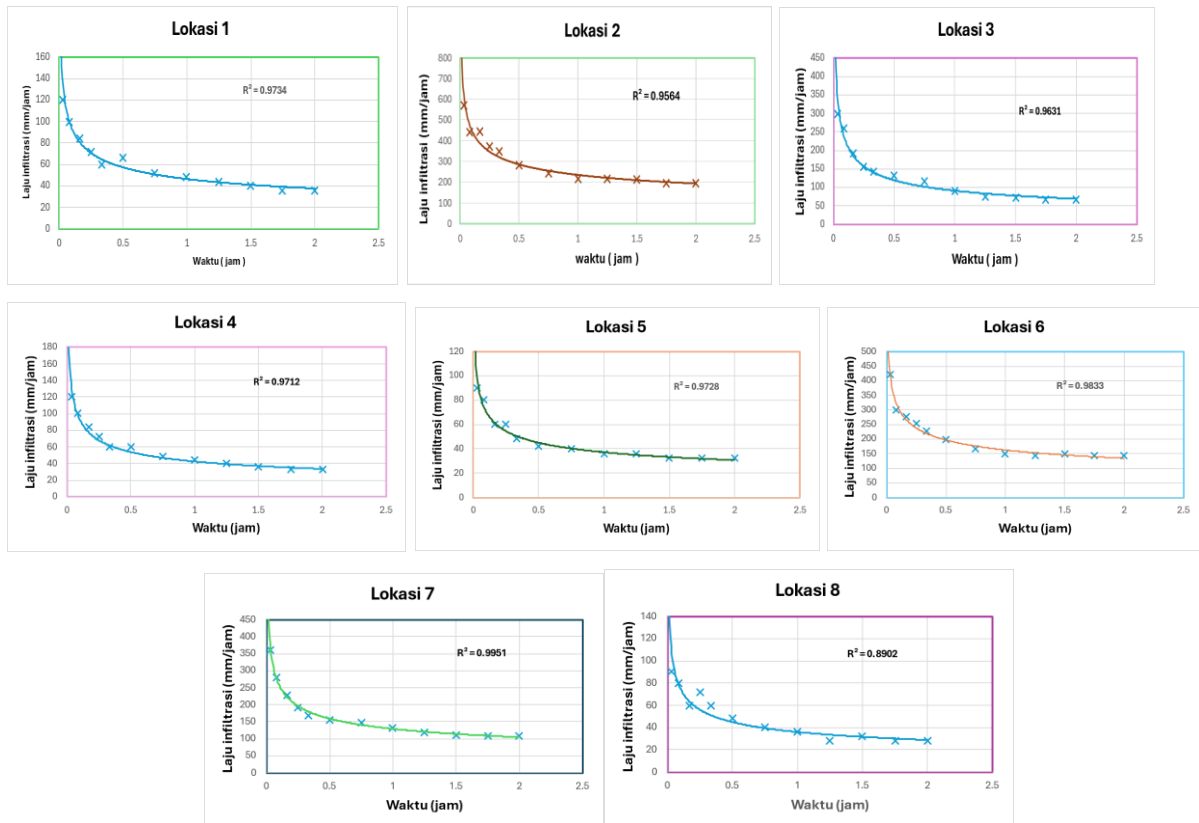 Lokasi 1
Laju infiltrasi (mm/jam)
160
140
120
100
80
60
40
20
0
R² = 0.9734
0 0.5 1 1.5 2 2.5
Waktu ( jam )
Lokasi 2
Laju infiltrasi (mm/jam)
800
700
600
500
400
300
200
100
0
R² = 0.9564
0 0.5 1 1.5 2 2.5
waktu ( jam )
Lokasi 3
Laju infiltrasi (mm/jam)
450
400
350
300
250
200
150
100
50
0
R² = 0.9631
0 0.5 1 1.5 2 2.5
Waktu ( jam )
Lokasi 4
Laju infiltrasi (mm/jam)
180
160
140
120
100
80
60
40
20
0
R² = 0.9712
0 0.5 1 1.5 2 2.5
Waktu (jam)
Lokasi 5
Laju infiltrasi (mm/jam)
120
100
80
60
40
20
0
R² = 0.9728
0 0.5 1 1.5 2 2.5
Waktu (jam)
Lokasi 6
Laju infiltrasi (mm/jam)
500
450
400
350
300
250
200
150
100
50
0
R² = 0.9833
0 0.5 1 1.5 2 2.5
Waktu (jam)
Lokasi 7
Laju infiltrasi (mm/jam)
450
400
350
300
250
200
150
100
50
0
R² = 0.9951
0 0.5 1 1.5 2 2.5
Waktu (jam)
Lokasi 8
Laju infiltrasi (mm/jam)
140
120
100
80
60
40
20
0
R² = 0.8902
0 0.5 1 1.5 2 2.5
Waktu (jam)